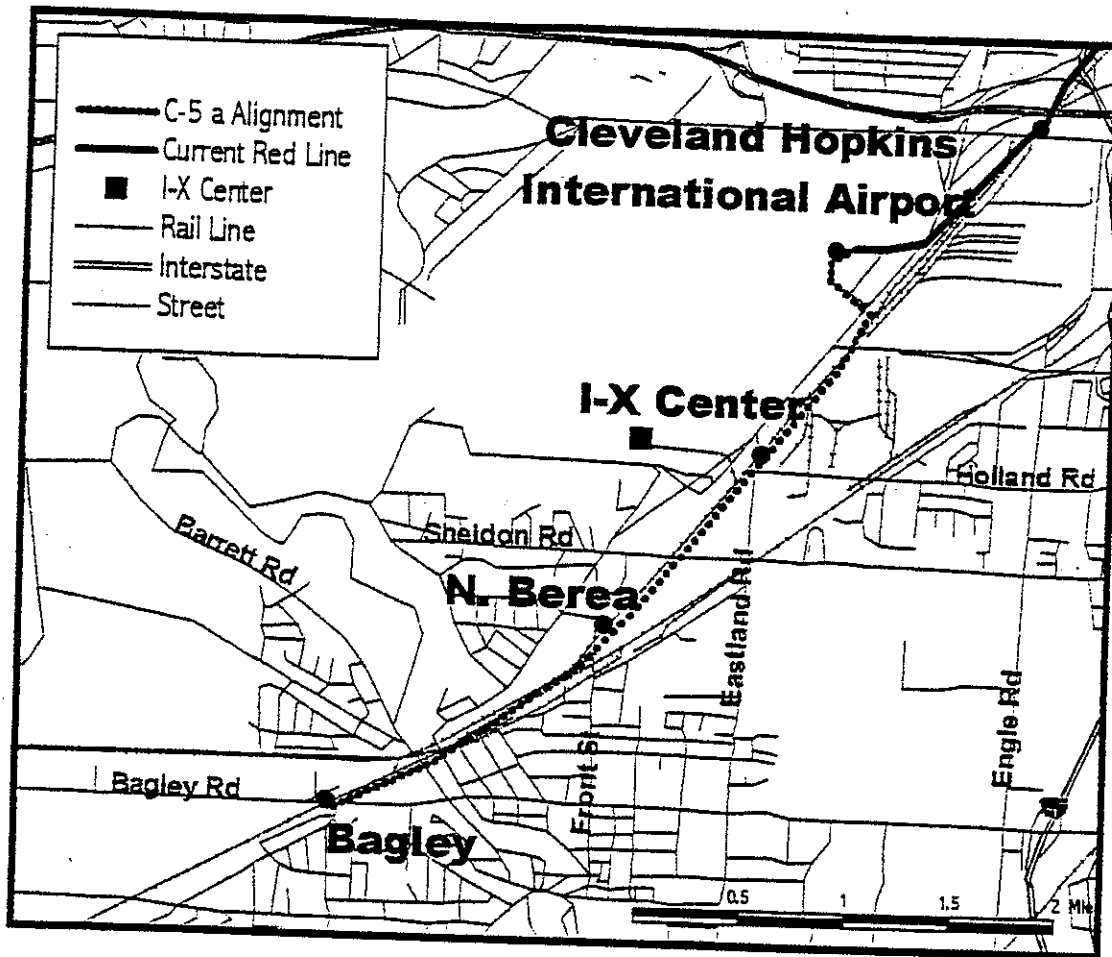 C-5 a Alignment
Current Red Line
I-X Center
Rail Line
Interstate
Street
Cleveland Hopkins
International Airport
I-X Center
Holland Rd
Sheldon Rd
Barrett Rd
N. Berea
Eastland Rd
Engle Rd
Front St
Bagley Rd
Bagley
0.5
1
1.5
2